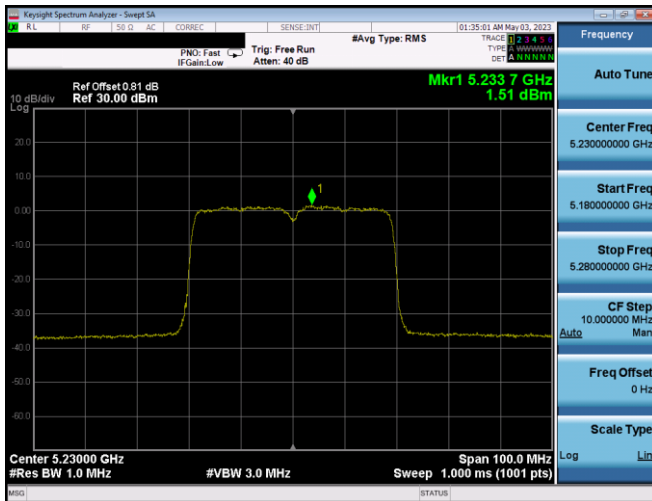 Keysight Spectrum Analyzer - Swept SA
RL RF 50 Ω AC CORREC SENSE:INT 01:35:01 AM May 03, 2023
#Avg Type: RMS TRACE 1 2 3 4 5 6
PNO: Fast Trig: Free Run TYPE A WWWWW
IFGain:Low Atten: 40 dB DET A N N N N N
Mkr1 5.233 7 GHz
1.51 dBm
Ref Offset 0.81 dB
10 dB/div Ref 30.00 dBm
Log
20.0
10.0
0.00
-10.0
-20.0
-30.0
-40.0
-50.0
-60.0
1
Center 5.23000 GHz Span 100.0 MHz
#Res BW 1.0 MHz #VBW 3.0 MHz Sweep 1.000 ms (1001 pts)
MSG STATUS
Frequency
Auto Tune
Center Freq
5.230000000 GHz
Start Freq
5.180000000 GHz
Stop Freq
5.280000000 GHz
CF Step
10.000000 MHz
Auto Man
Freq Offset
0 Hz
Scale Type
Log Lin